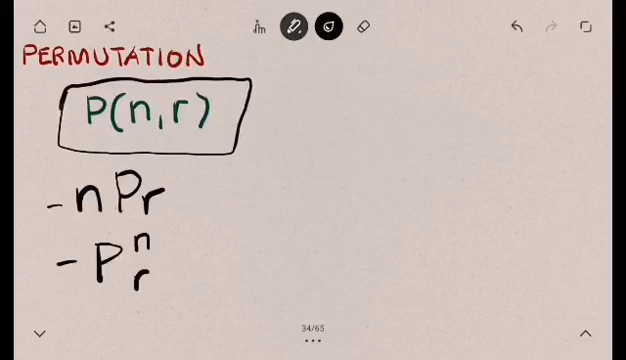 PERMUTATION
P(n,r)
- nPr
- P n r
34/65